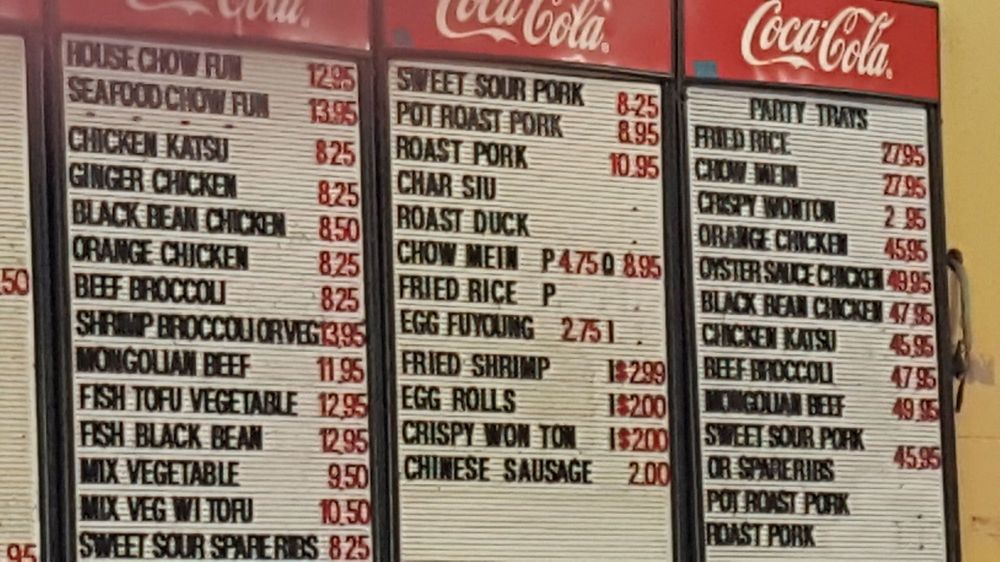 .50
.95
Coca-Cola
HOUSE CHOW FUN 12.95
SEAFOOD CHOW FUN 13.95
CHICKEN KATSU 8.25
GINGER CHICKEN 8.25
BLACK BEAN CHICKEN 8.50
ORANGE CHICKEN 8.25
BEEF BROCCOLI 8.25
SHRIMP BROCCOLI OR VEG 13.95
MONGOLIAN BEEF 11.95
FISH TOFU VEGETABLE 12.95
FISH BLACK BEAN 12.95
MIX VEGETABLE 9.50
MIX VEG WI TOFU 10.50
SWEET SOUR SPARE RIBS 8.25
Coca-Cola
SWEET SOUR PORK 8.25
POT ROAST PORK 8.95
ROAST PORK 10.95
CHAR SIU
ROAST DUCK
CHOW MEIN P 4.75 Q 8.95
FRIED RICE P
EGG FUYOUNG 2.75 I
FRIED SHRIMP I $2.99
EGG ROLLS I $2.00
CRISPY WON TON I $2.00
CHINESE SAUSAGE 2.00
Coca-Cola
PARTY TRAYS
FRIED RICE 27.95
CHOW MEIN 27.95
CRISPY WONTON 2 .95
ORANGE CHICKEN 45.95
OYSTER SAUCE CHICKEN 49.95
BLACK BEAN CHICKEN 47.95
CHICKEN KATSU 45.95
BEEF BROCCOLI 47.95
MONGOLIAN BEEF 49.95
SWEET SOUR PORK
OR SPARERIBS 45.95
POT ROAST PORK
ROAST PORK